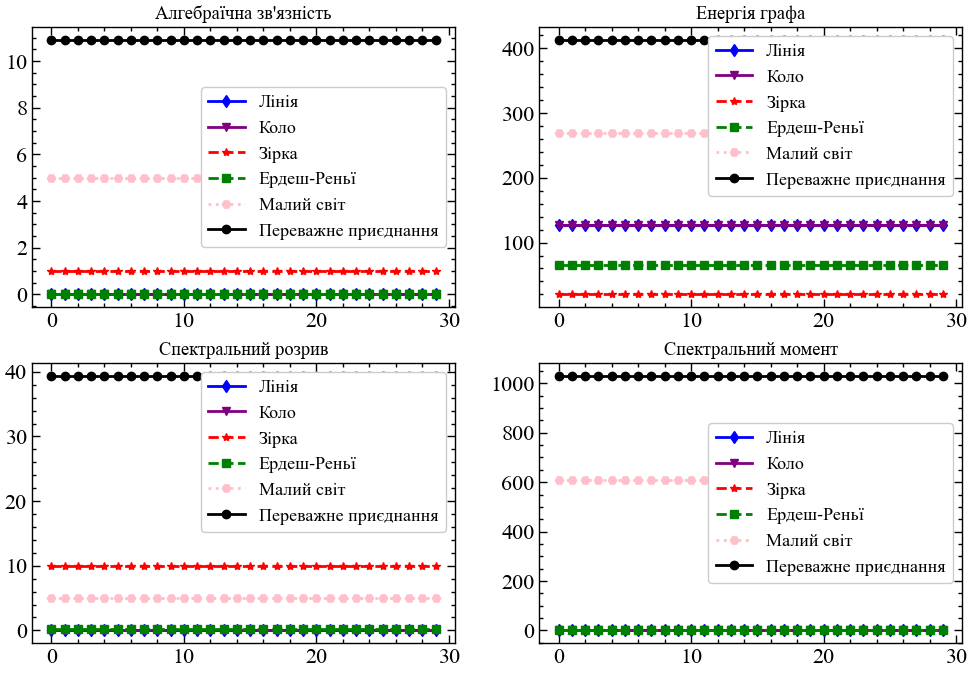 Алгебраїчна зв'язність
10
8
6
4
2
0
0 10 20 30
Лінія
Коло
Зірка
Ердеш-Реньї
Малий світ
Переважне приєднання
Енергія графа
400
300
200
100
0 10 20 30
Лінія
Коло
Зірка
Ердеш-Реньї
Малий світ
Переважне приєднання
Спектральний розрив
40
30
20
10
0
0 10 20 30
Лінія
Коло
Зірка
Ердеш-Реньї
Малий світ
Переважне приєднання
Спектральний момент
1000
800
600
400
200
0
0 10 20 30
Лінія
Коло
Зірка
Ердеш-Реньї
Малий світ
Переважне приєднання